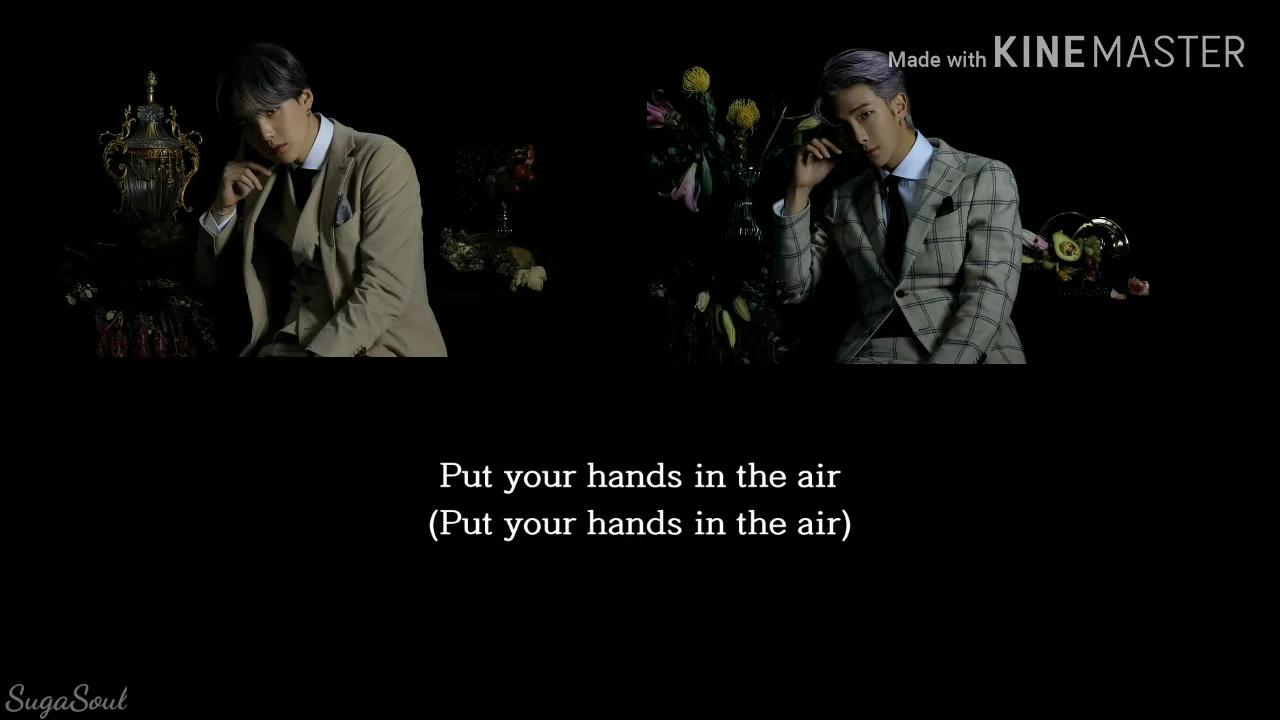 Made with KINEMASTER
Put your hands in the air
(Put your hands in the air)
SugaSoul